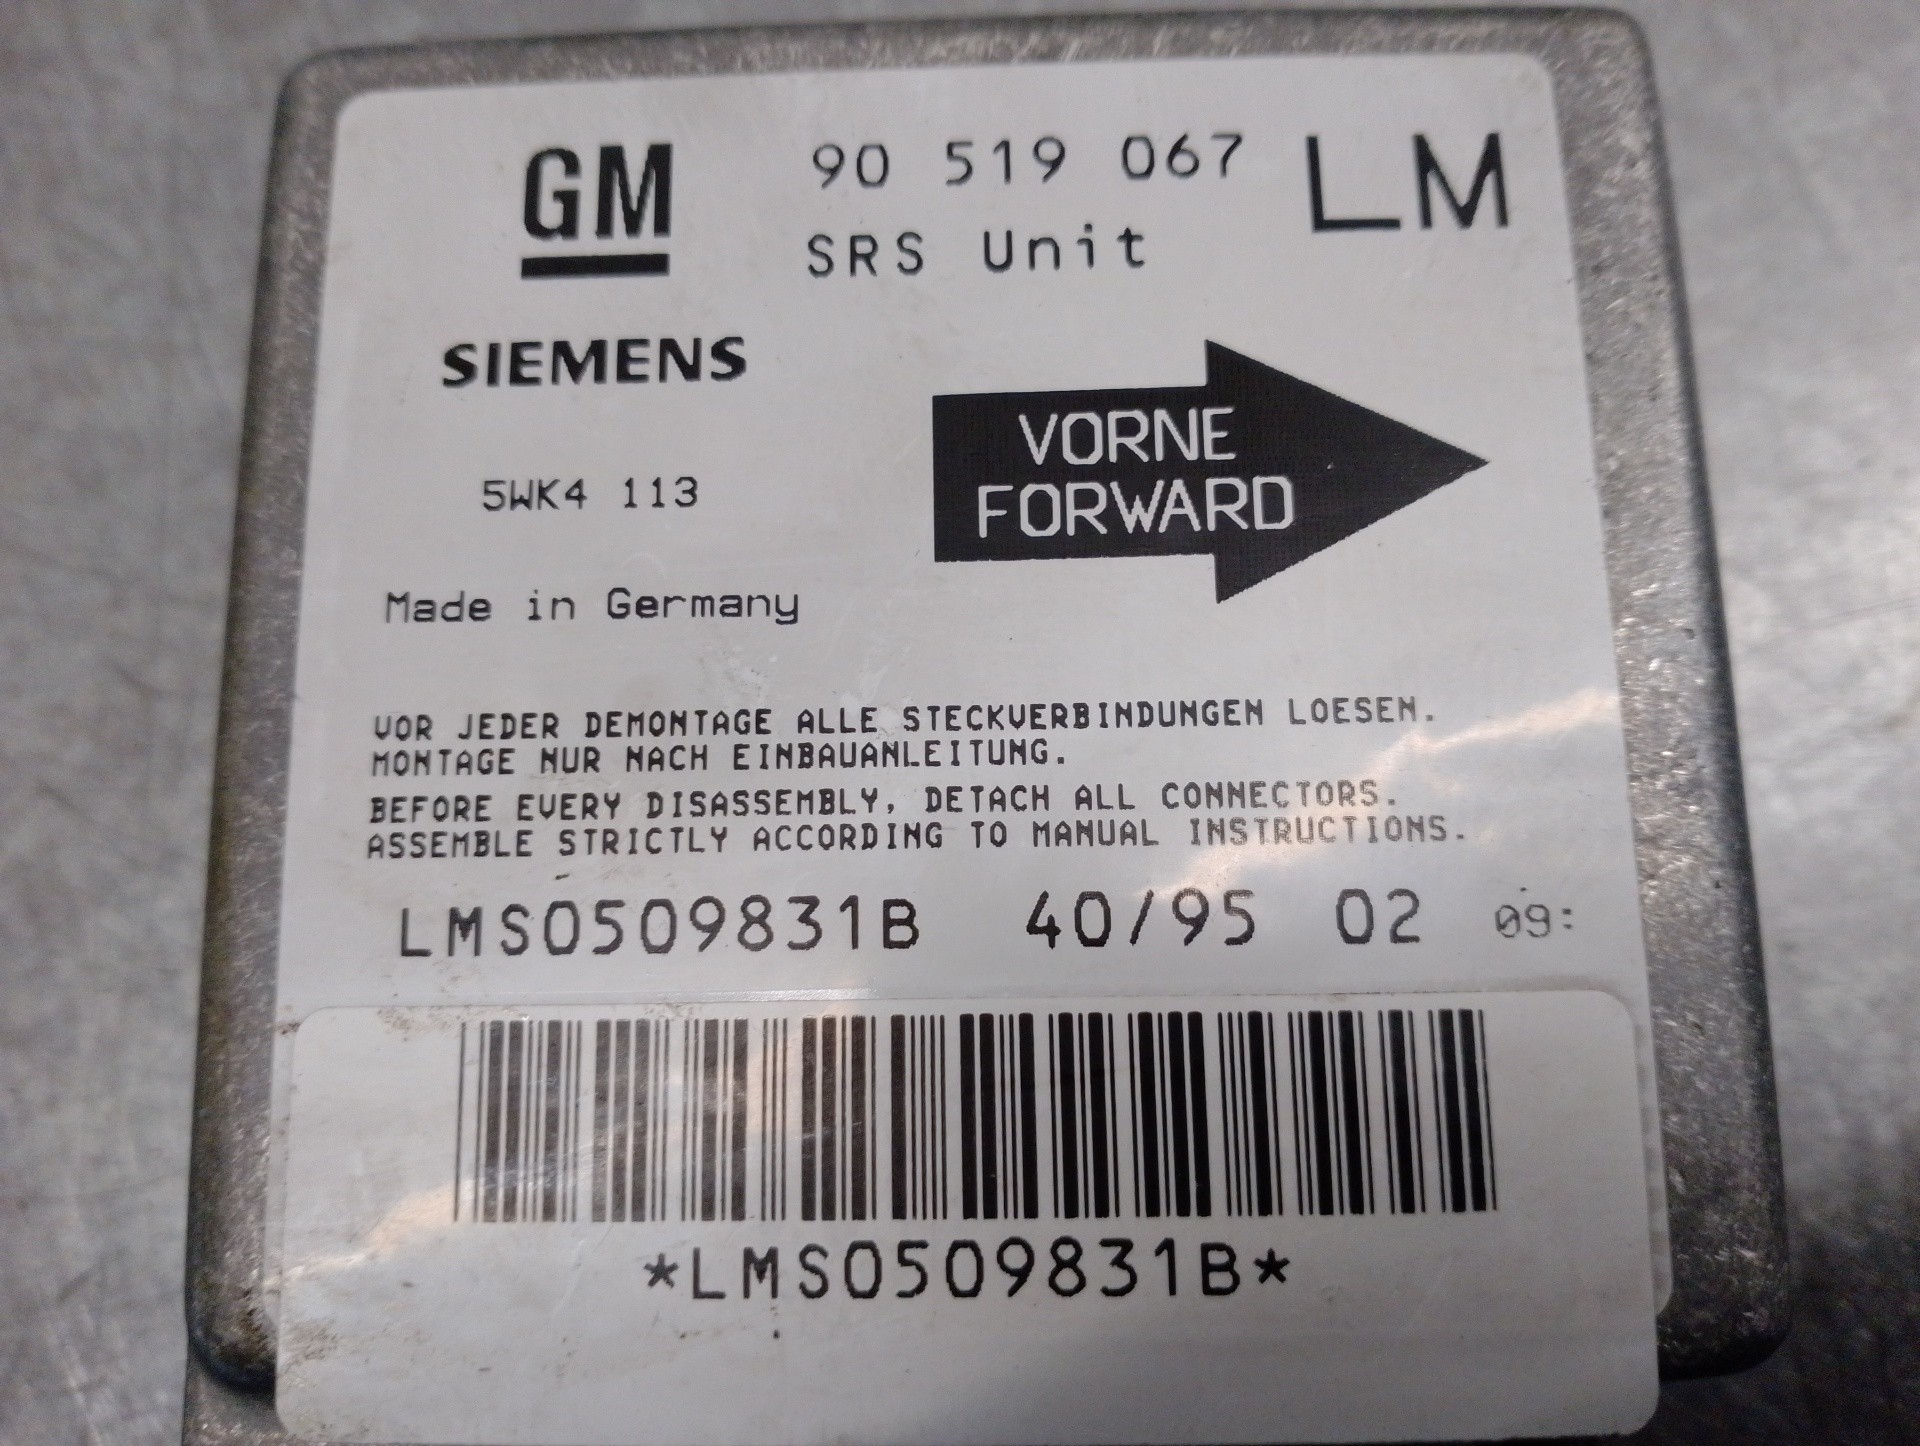 GM 90 519 067 LM
SRS Unit
SIEMENS
VORNE
FORWARD
5WK4 113
Made in Germany
VOR JEDER DEMONTAGE ALLE STECKVERBINDUNGEN LOESEN.
MONTAGE NUR NACH EINBAUANLEITUNG.
BEFORE EVERY DISASSEMBLY, DETACH ALL CONNECTORS.
ASSEMBLE STRICTLY ACCORDING TO MANUAL INSTRUCTIONS.
LMS0509831B 40/95 02 09:
*LMS0509831B*